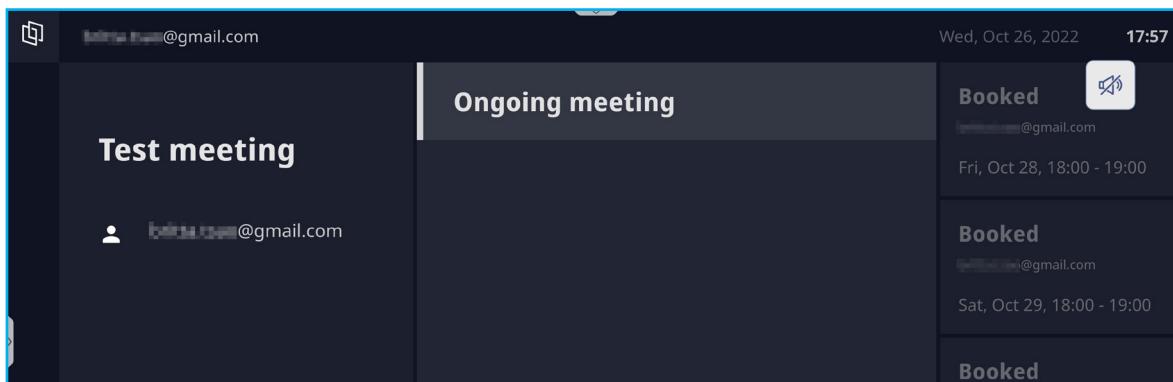 @gmail.com
Wed, Oct 26, 2022 17:57
Test meeting
@gmail.com
Ongoing meeting
Booked
@gmail.com
Fri, Oct 28, 18:00 - 19:00
Booked
@gmail.com
Sat, Oct 29, 18:00 - 19:00
Booked